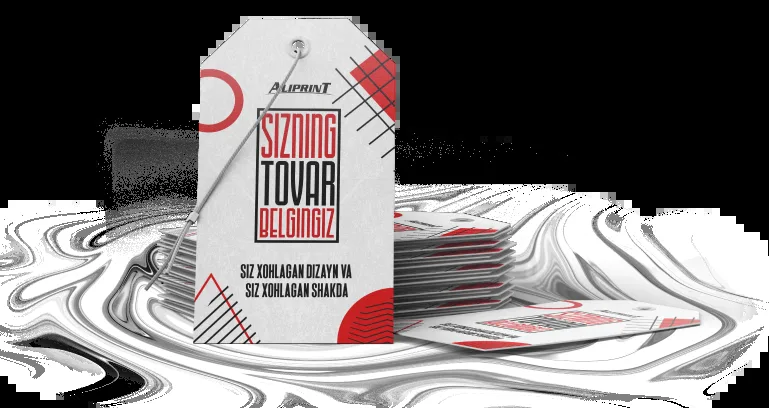 ALIPRINT
SIZNING
TOVAR
BELGINGIZ
SIZ XOHLAGAN DIZAYN VA
SIZ XOHLAGAN SHAKDA